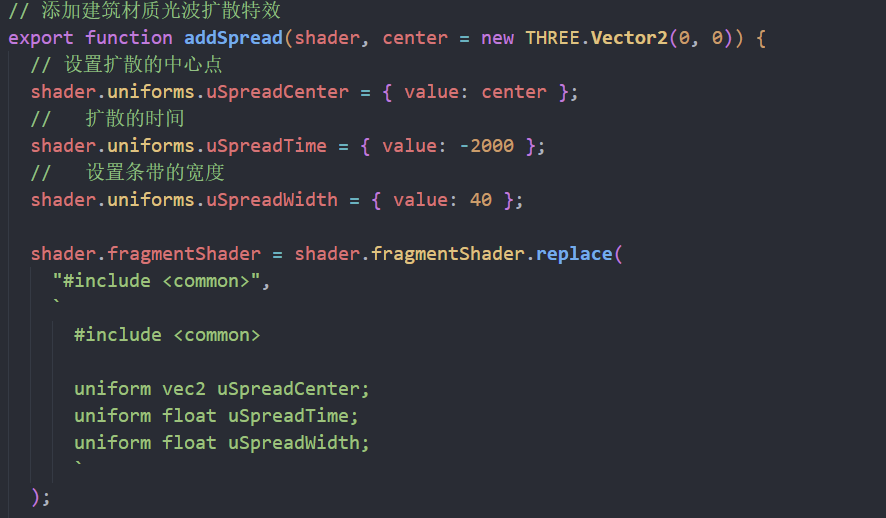 // 添加建筑材质光波扩散特效
export function addSpread(shader, center = new THREE.Vector2(0, 0)) {
  // 设置扩散的中心点
  shader.uniforms.uSpreadCenter = { value: center };
  //   扩散的时间
  shader.uniforms.uSpreadTime = { value: -2000 };
  //   设置条带的宽度
  shader.uniforms.uSpreadWidth = { value: 40 };

  shader.fragmentShader = shader.fragmentShader.replace(
    "#include <common>",
    `
      #include <common>

      uniform vec2 uSpreadCenter;
      uniform float uSpreadTime;
      uniform float uSpreadWidth;
      `
  );